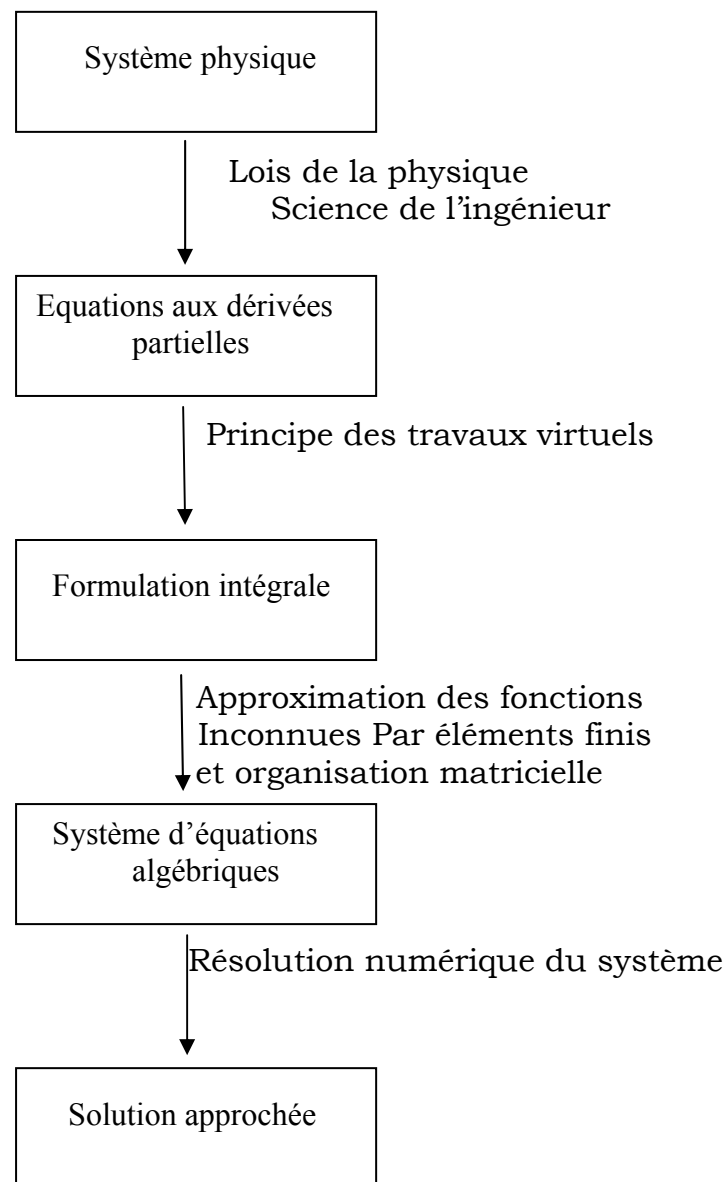 Système physique
Lois de la physique
Science de l’ingénieur
Equations aux dérivées
partielles
Principe des travaux virtuels
Formulation intégrale
Approximation des fonctions
Inconnues Par éléments finis
et organisation matricielle
Système d’équations
algébriques
Résolution numérique du système
Solution approchée